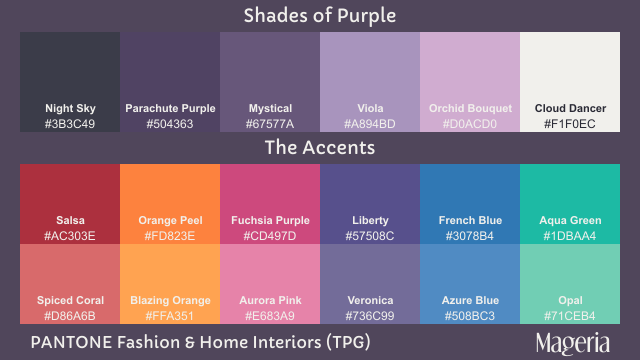 Shades of Purple
Night Sky Parachute Purple Mystical Viola Orchid Bouquet Cloud Dancer
#3B3C49 #504363 #67577A #A894BD #D0ACD0 #F1F0EC
The Accents
Salsa Orange Peel Fuchsia Purple Liberty French Blue Aqua Green
#AC303E #FD823E #CD497D #57508C #3078B4 #1DBAA4
Spiced Coral Blazing Orange Aurora Pink Veronica Azure Blue Opal
#D86A6B #FFA351 #E683A9 #736C99 #508BC3 #71CEB4
PANTONE Fashion & Home Interiors (TPG) Mageria